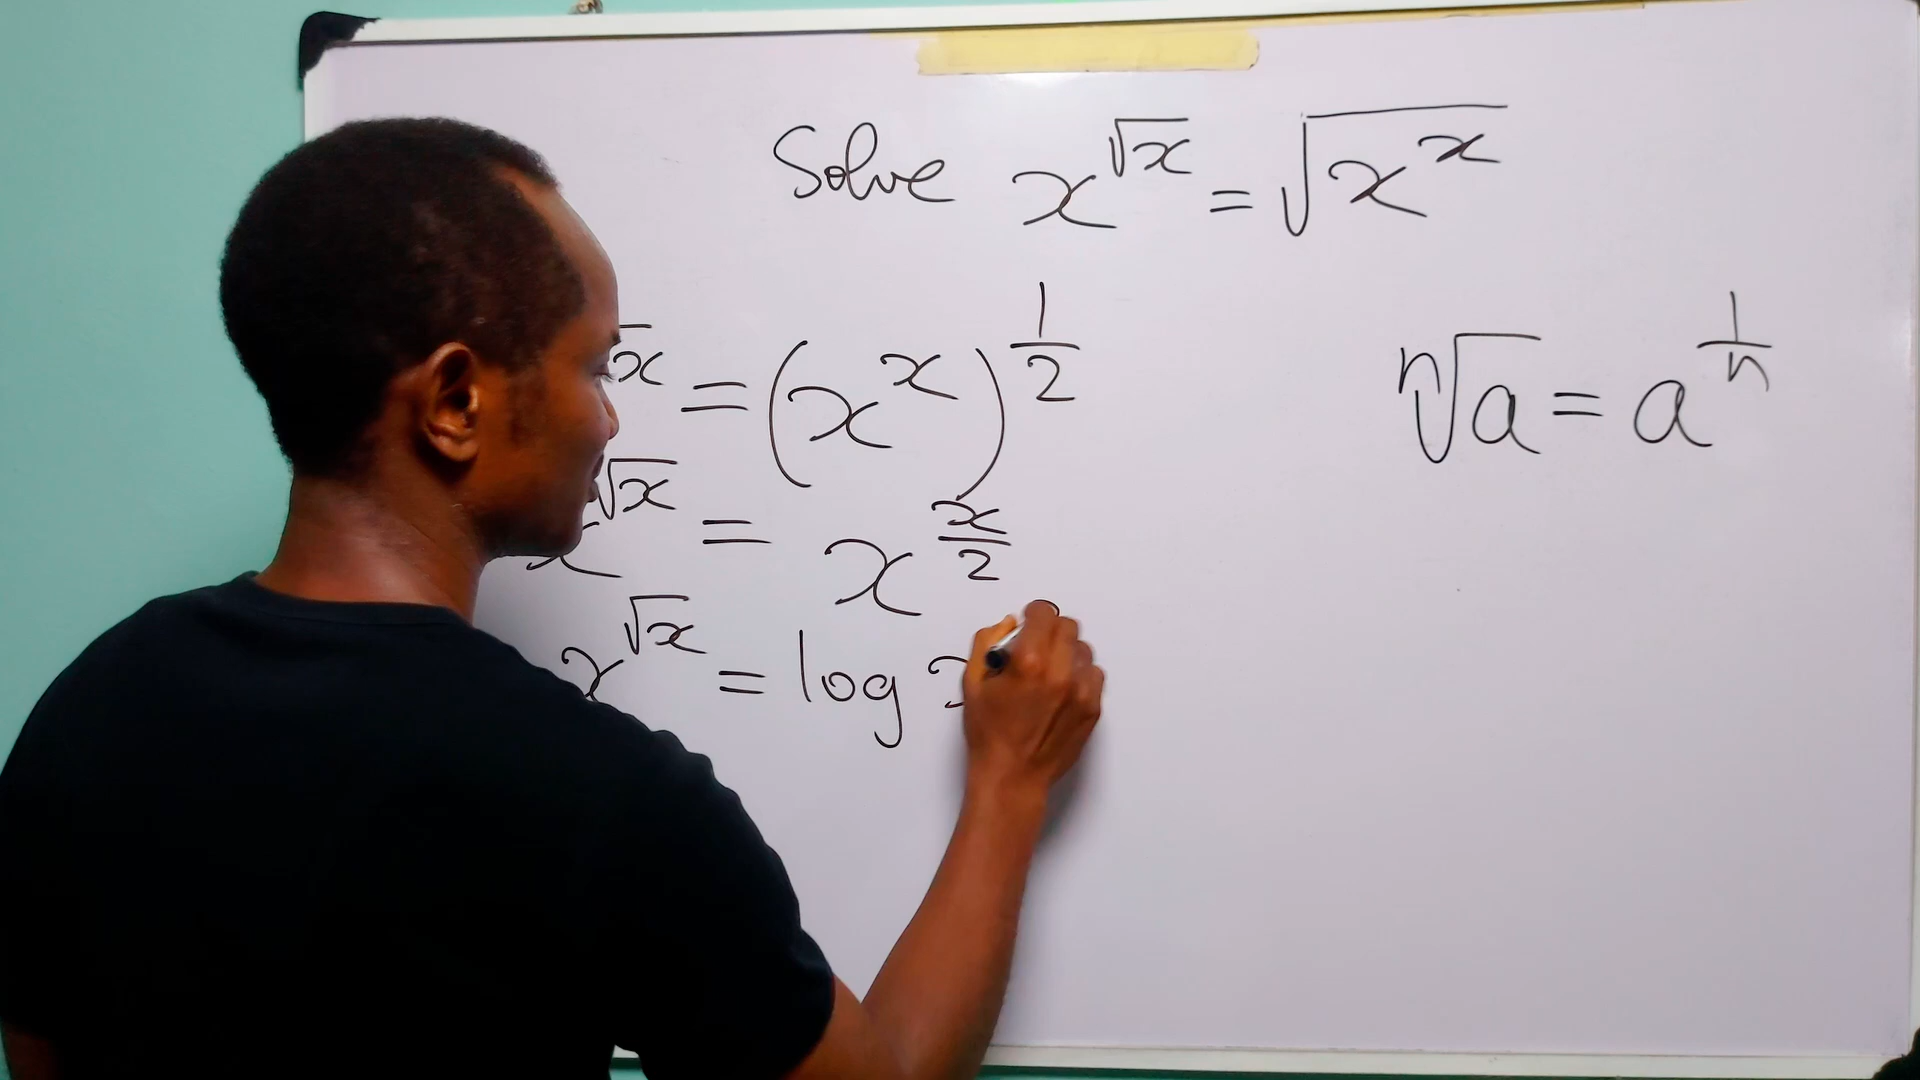 Solve x^√x = √(x^x)
√x = (x^x)^(1/2)
ⁿ√a = a^(1/n)
x^√x = x^(x/2)
x^√x = log x